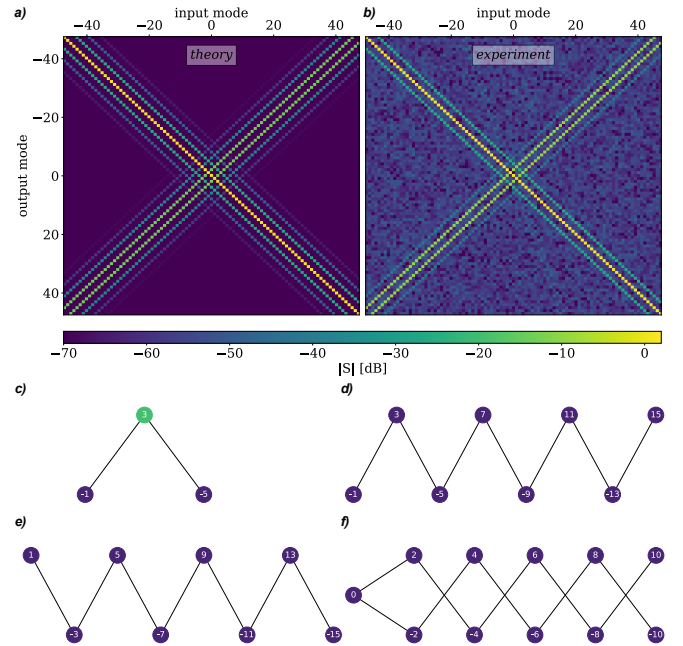 a)
input mode
b)
input mode
−40 −20 0 20 40
−40 −20 0 20 40
theory
experiment
output mode
−40
−20
0
20
40
−70 −60 −50 −40 −30 −20 −10 0
|S| [dB]
c)
3
-1 -5
d)
3 7 11 15
-1 -5 -9 -13
e)
1 5 9 13
-3 -7 -11 -15
f)
2 4 6 8 10
0
-2 -4 -6 -8 -10